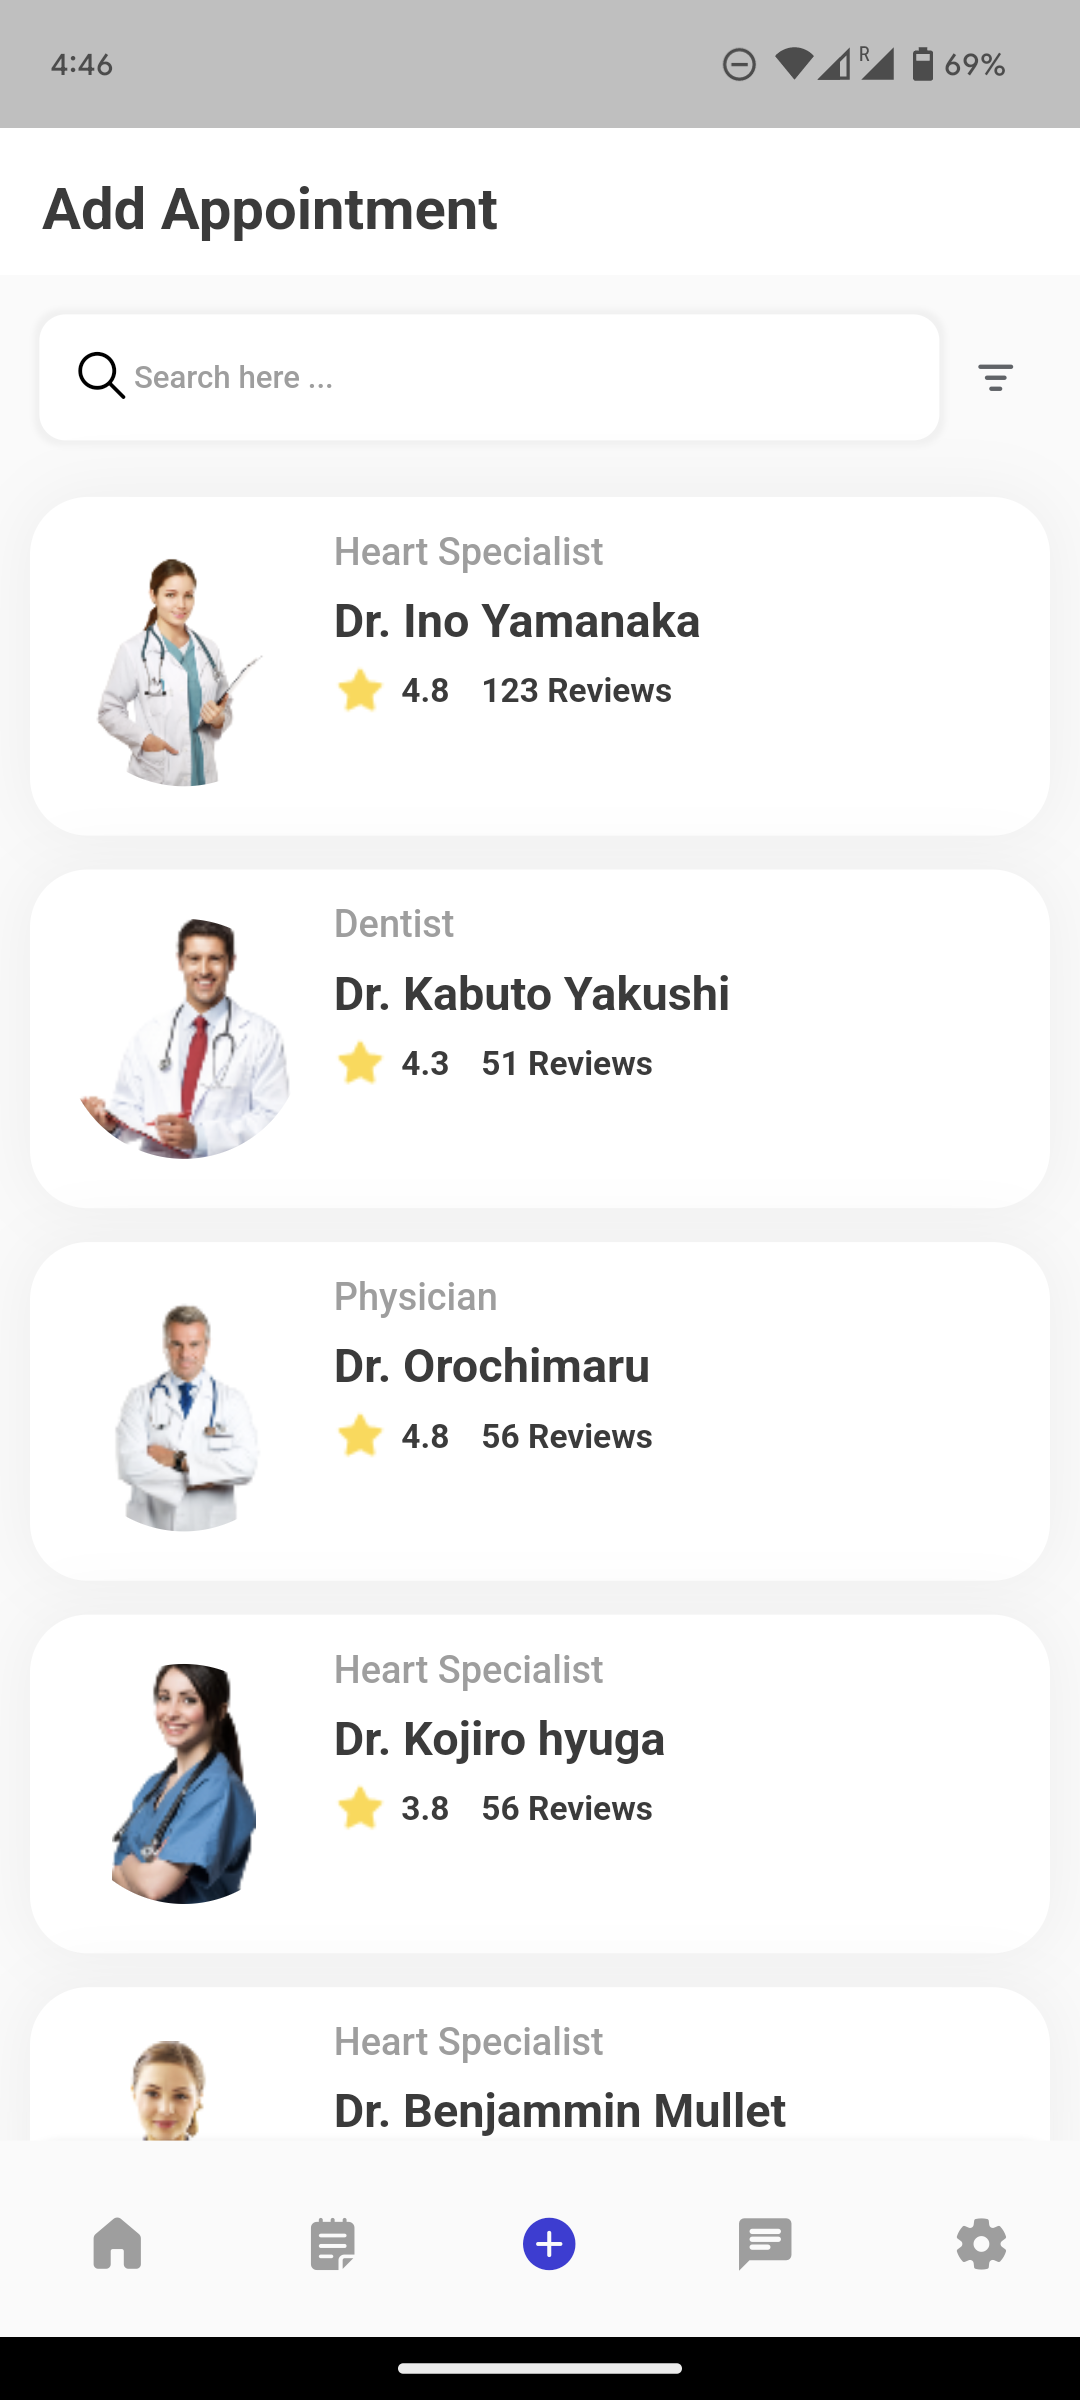 4:46
R
69%
Add Appointment
Search here ...
Heart Specialist
Dr. Ino Yamanaka
4.8 123 Reviews
Dentist
Dr. Kabuto Yakushi
4.3 51 Reviews
Physician
Dr. Orochimaru
4.8 56 Reviews
Heart Specialist
Dr. Kojiro hyuga
3.8 56 Reviews
Heart Specialist
Dr. Benjammin Mullet